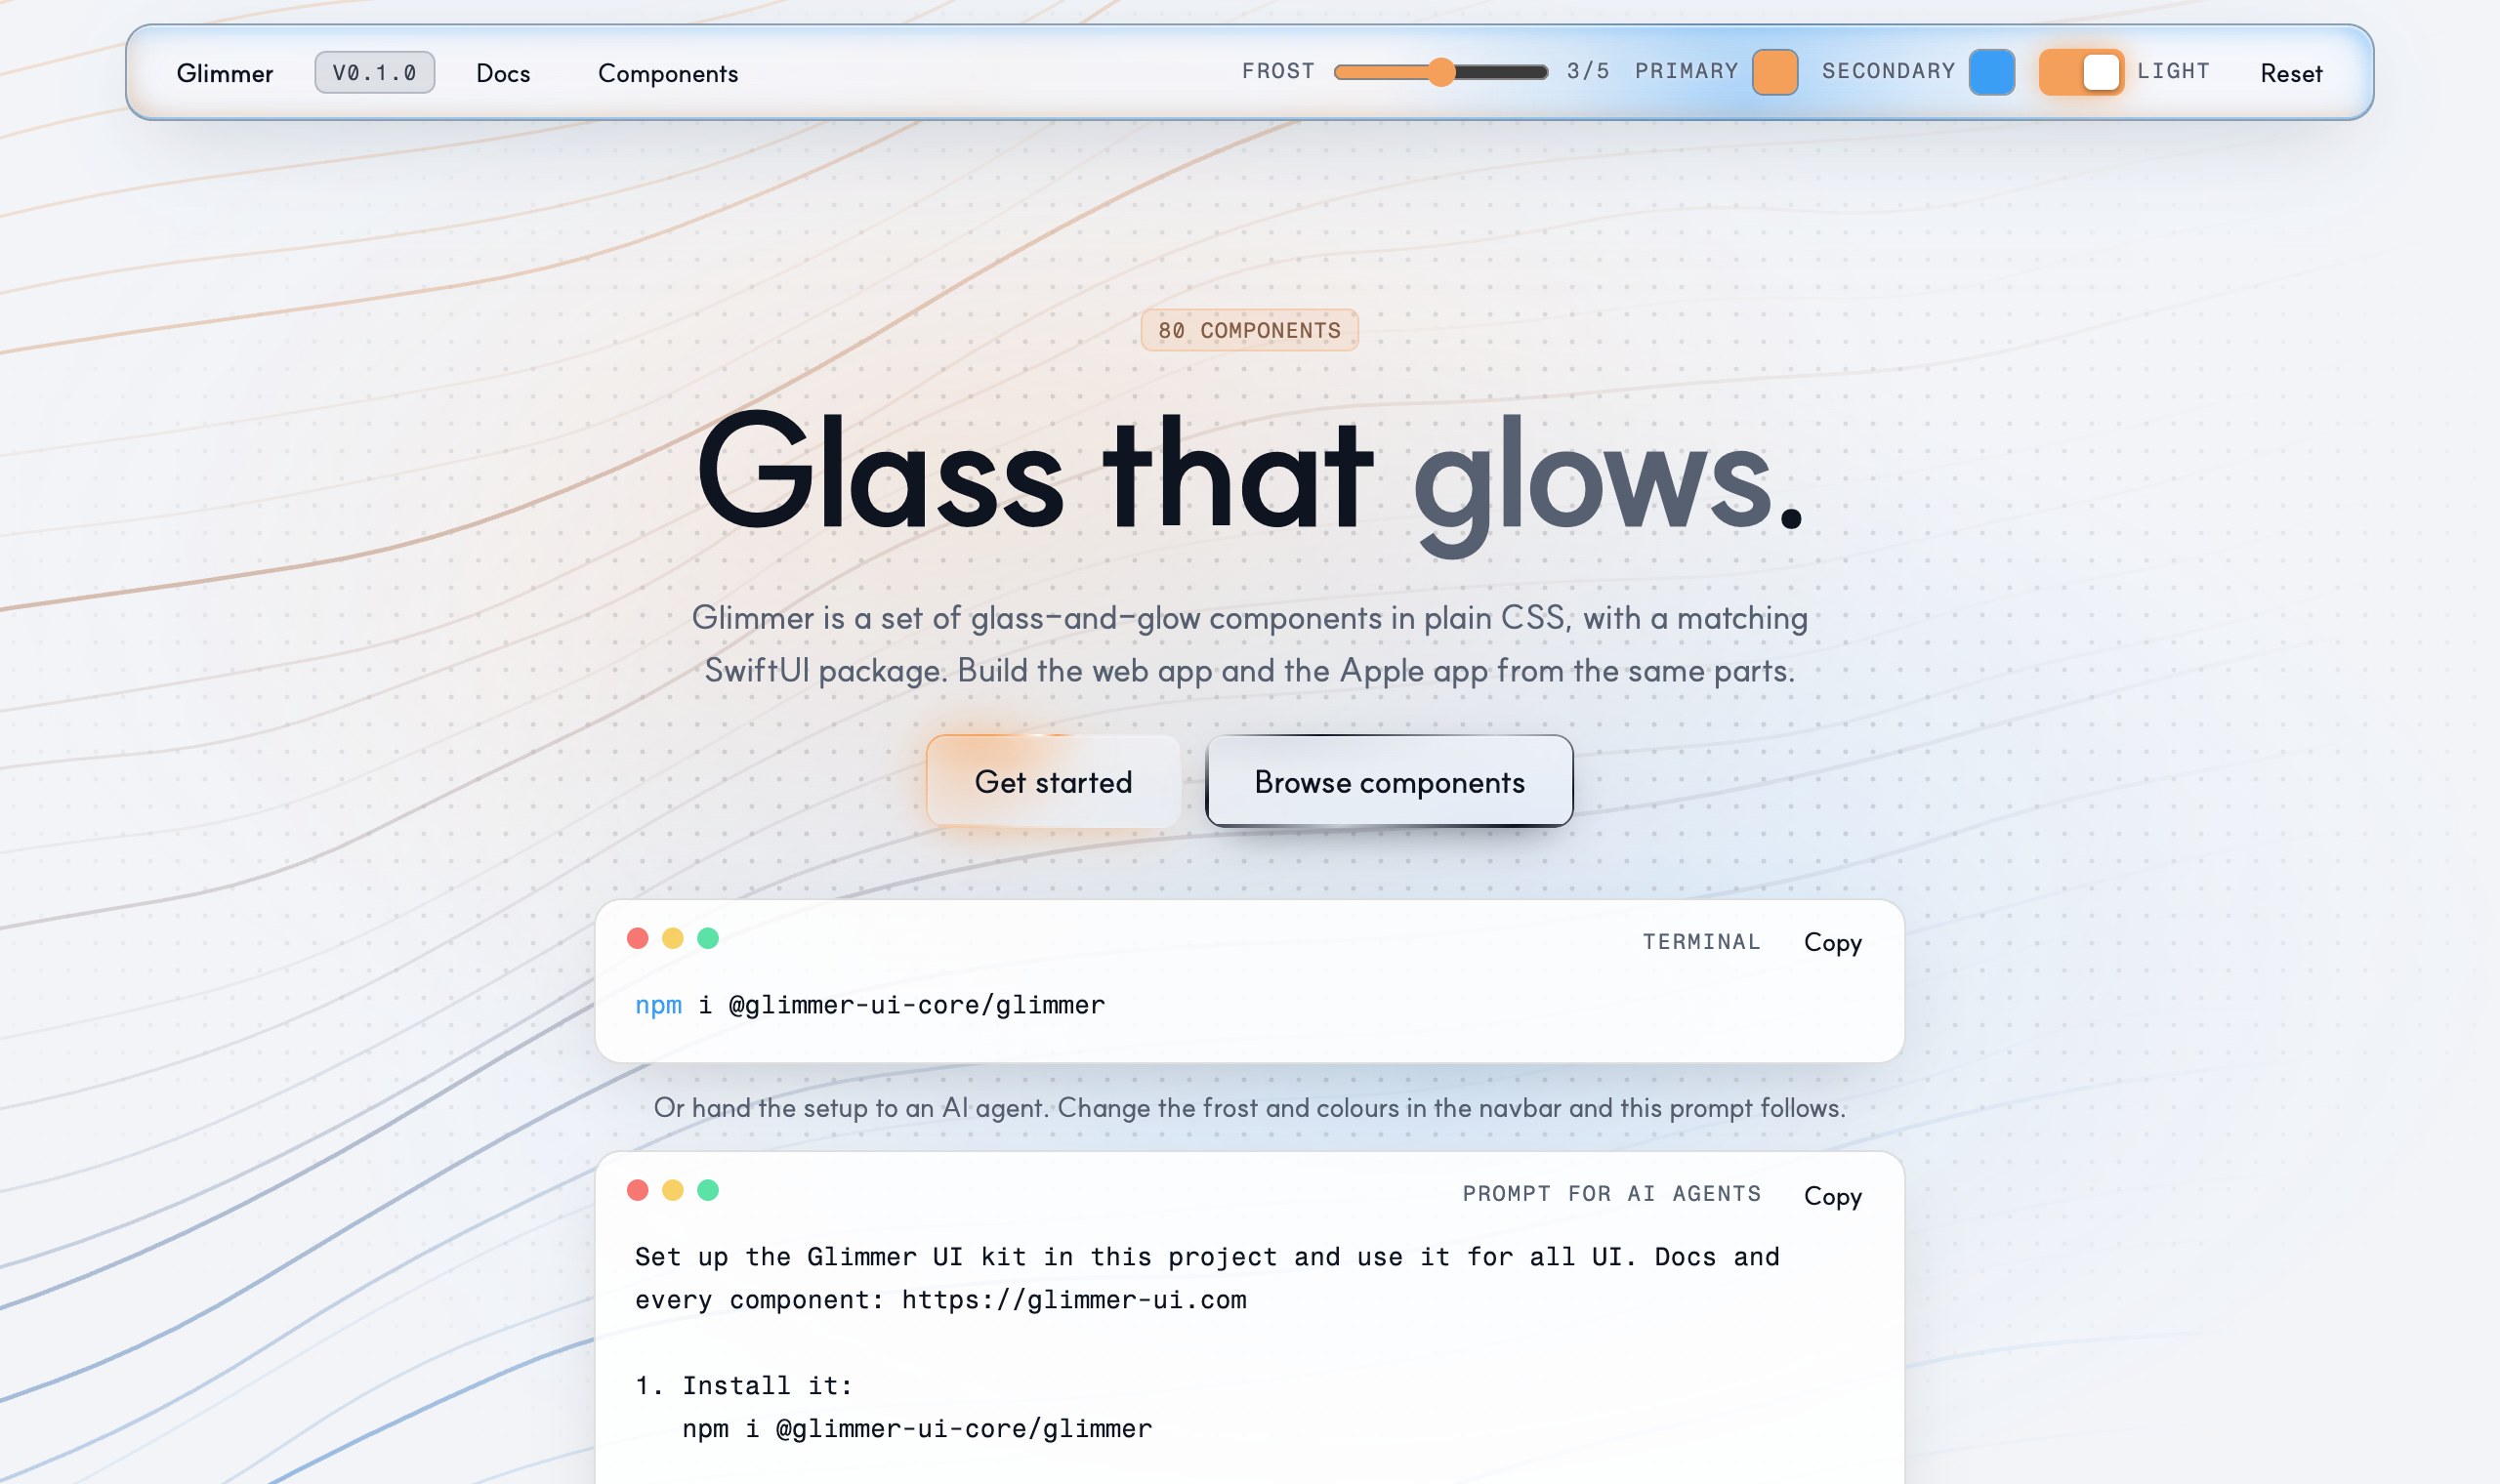 Glimmer V0.1.0 Docs Components FROST 3/5 PRIMARY SECONDARY LIGHT Reset
80 COMPONENTS
Glass that glows.
Glimmer is a set of glass-and-glow components in plain CSS, with a matching
SwiftUI package. Build the web app and the Apple app from the same parts.
Get started Browse components
TERMINAL Copy
npm i @glimmer-ui-core/glimmer
Or hand the setup to an AI agent. Change the frost and colours in the navbar and this prompt follows.
PROMPT FOR AI AGENTS Copy
Set up the Glimmer UI kit in this project and use it for all UI. Docs and
every component: https://glimmer-ui.com
1. Install it:
npm i @glimmer-ui-core/glimmer